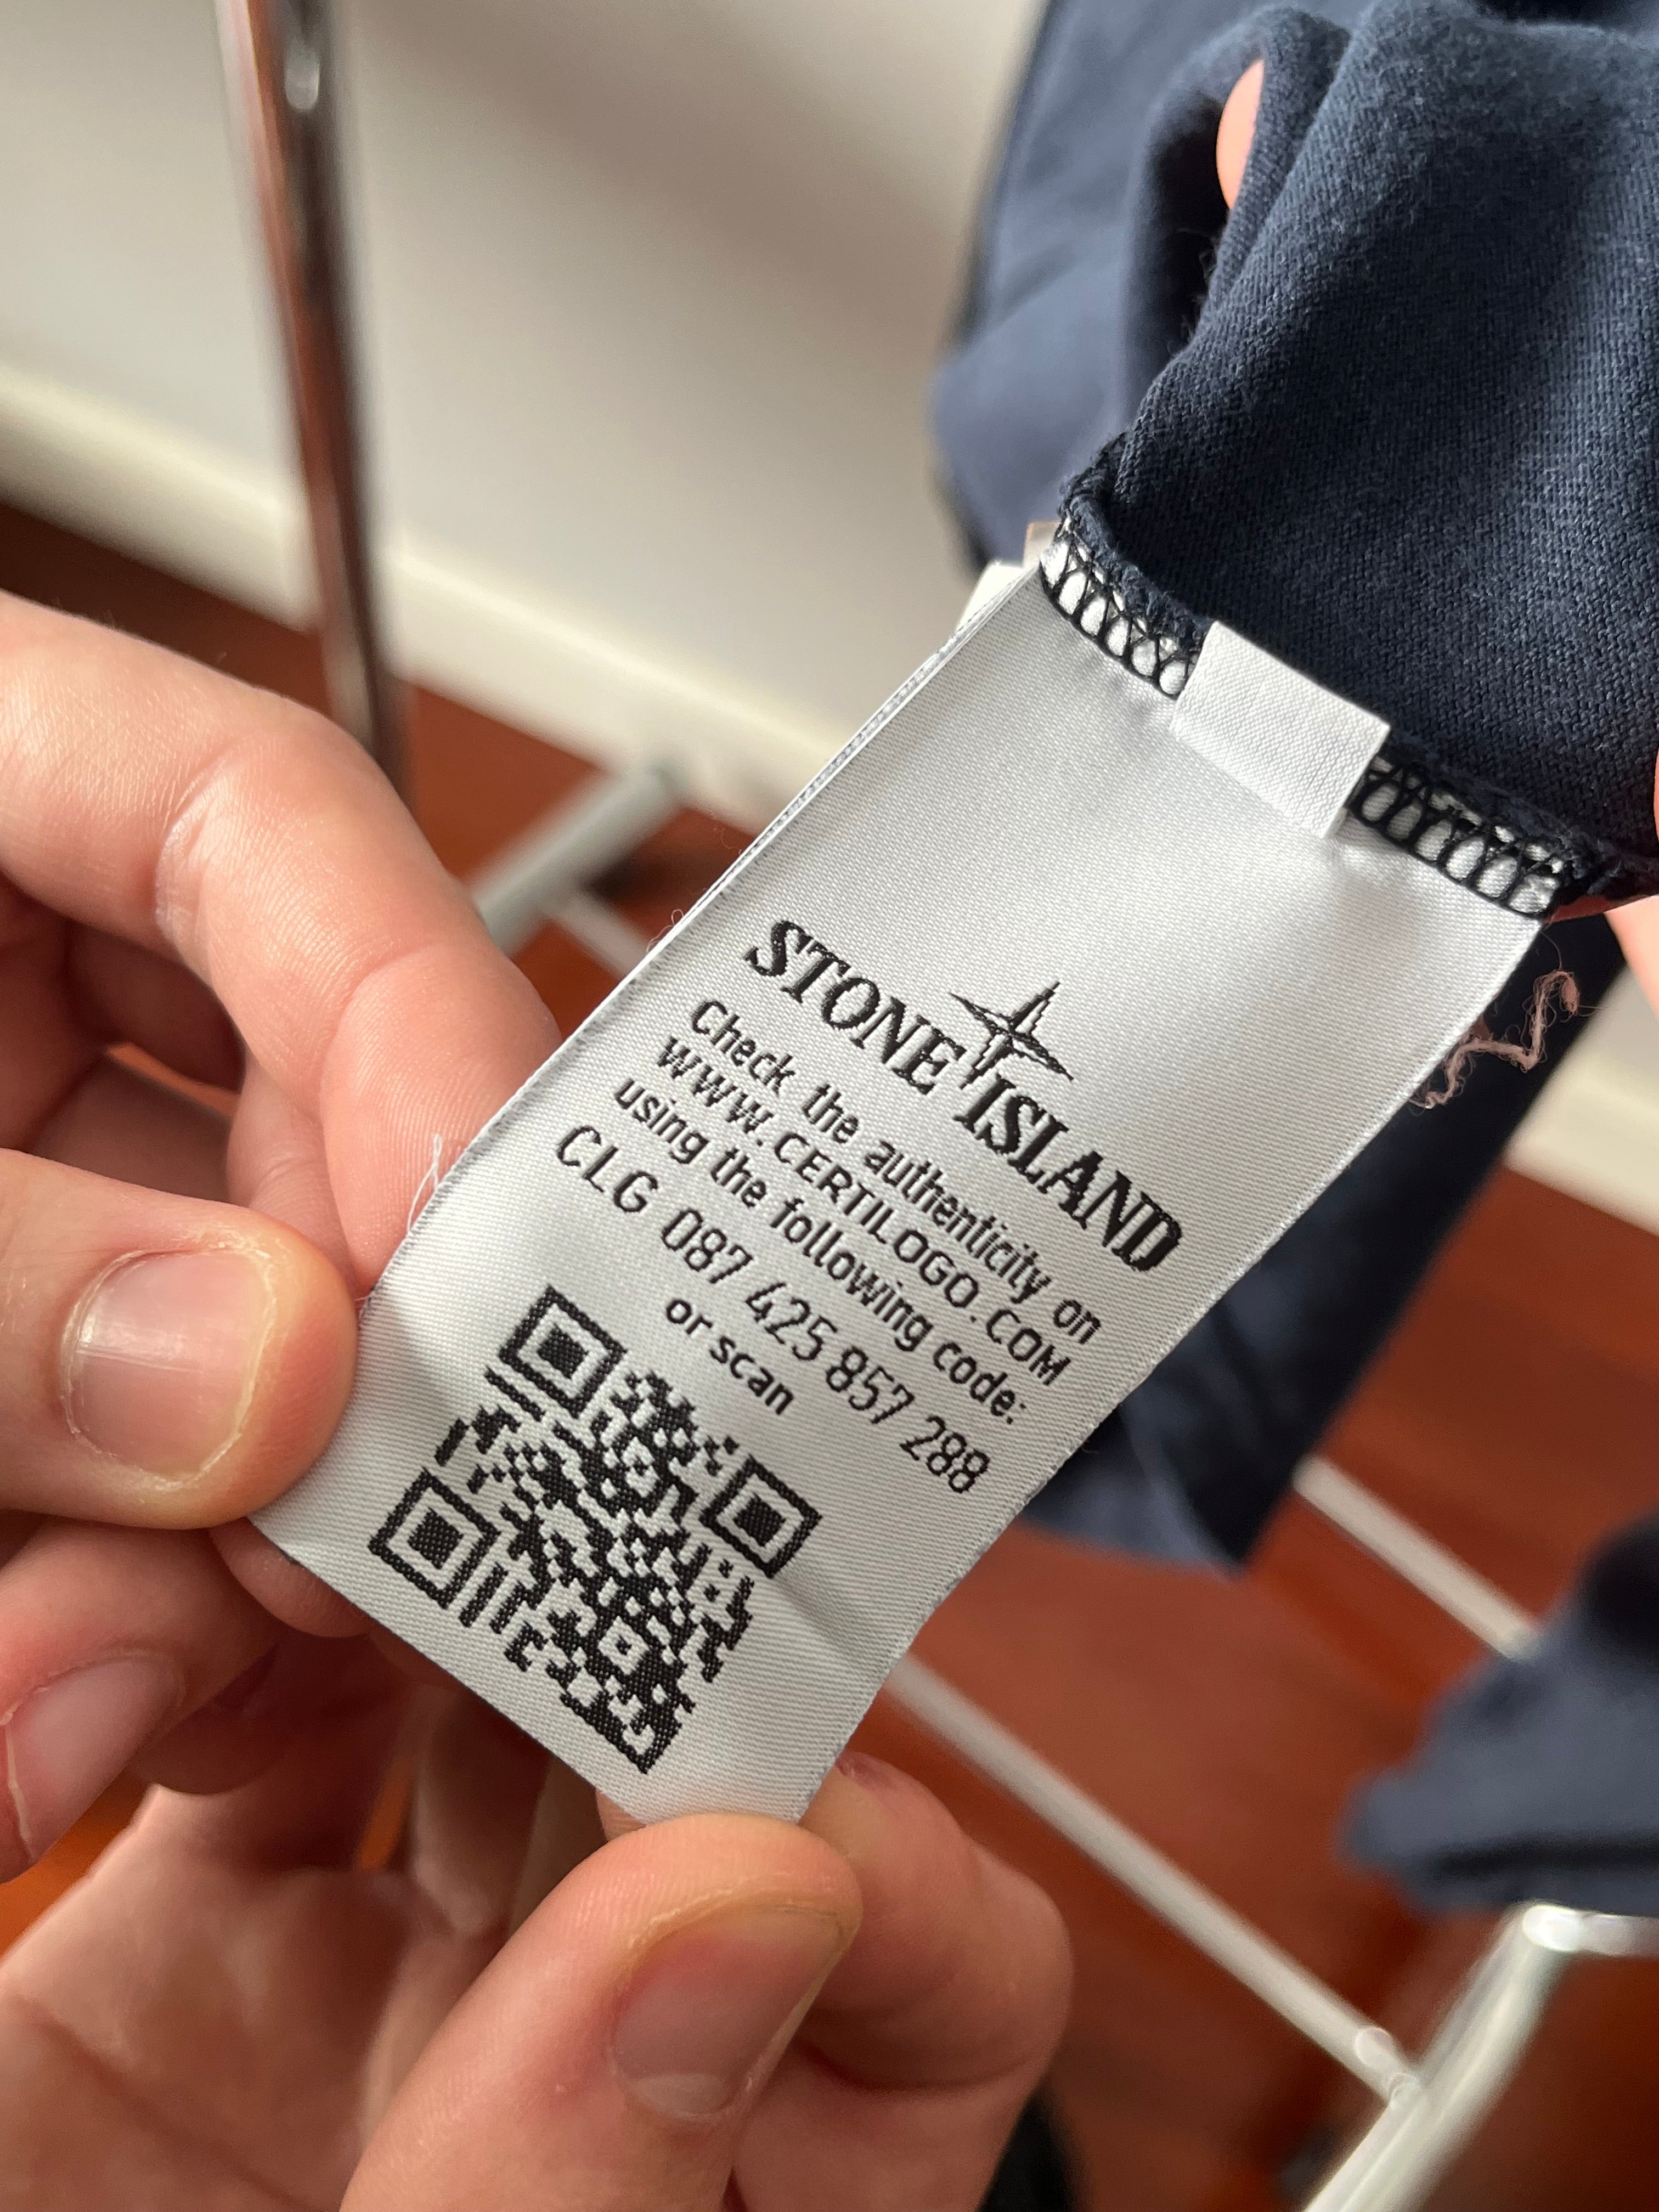 STONE ISLAND
Check the authenticity on
WWW.CERTILOGO.COM
using the following code:
CLG 087 425 857 288
or scan